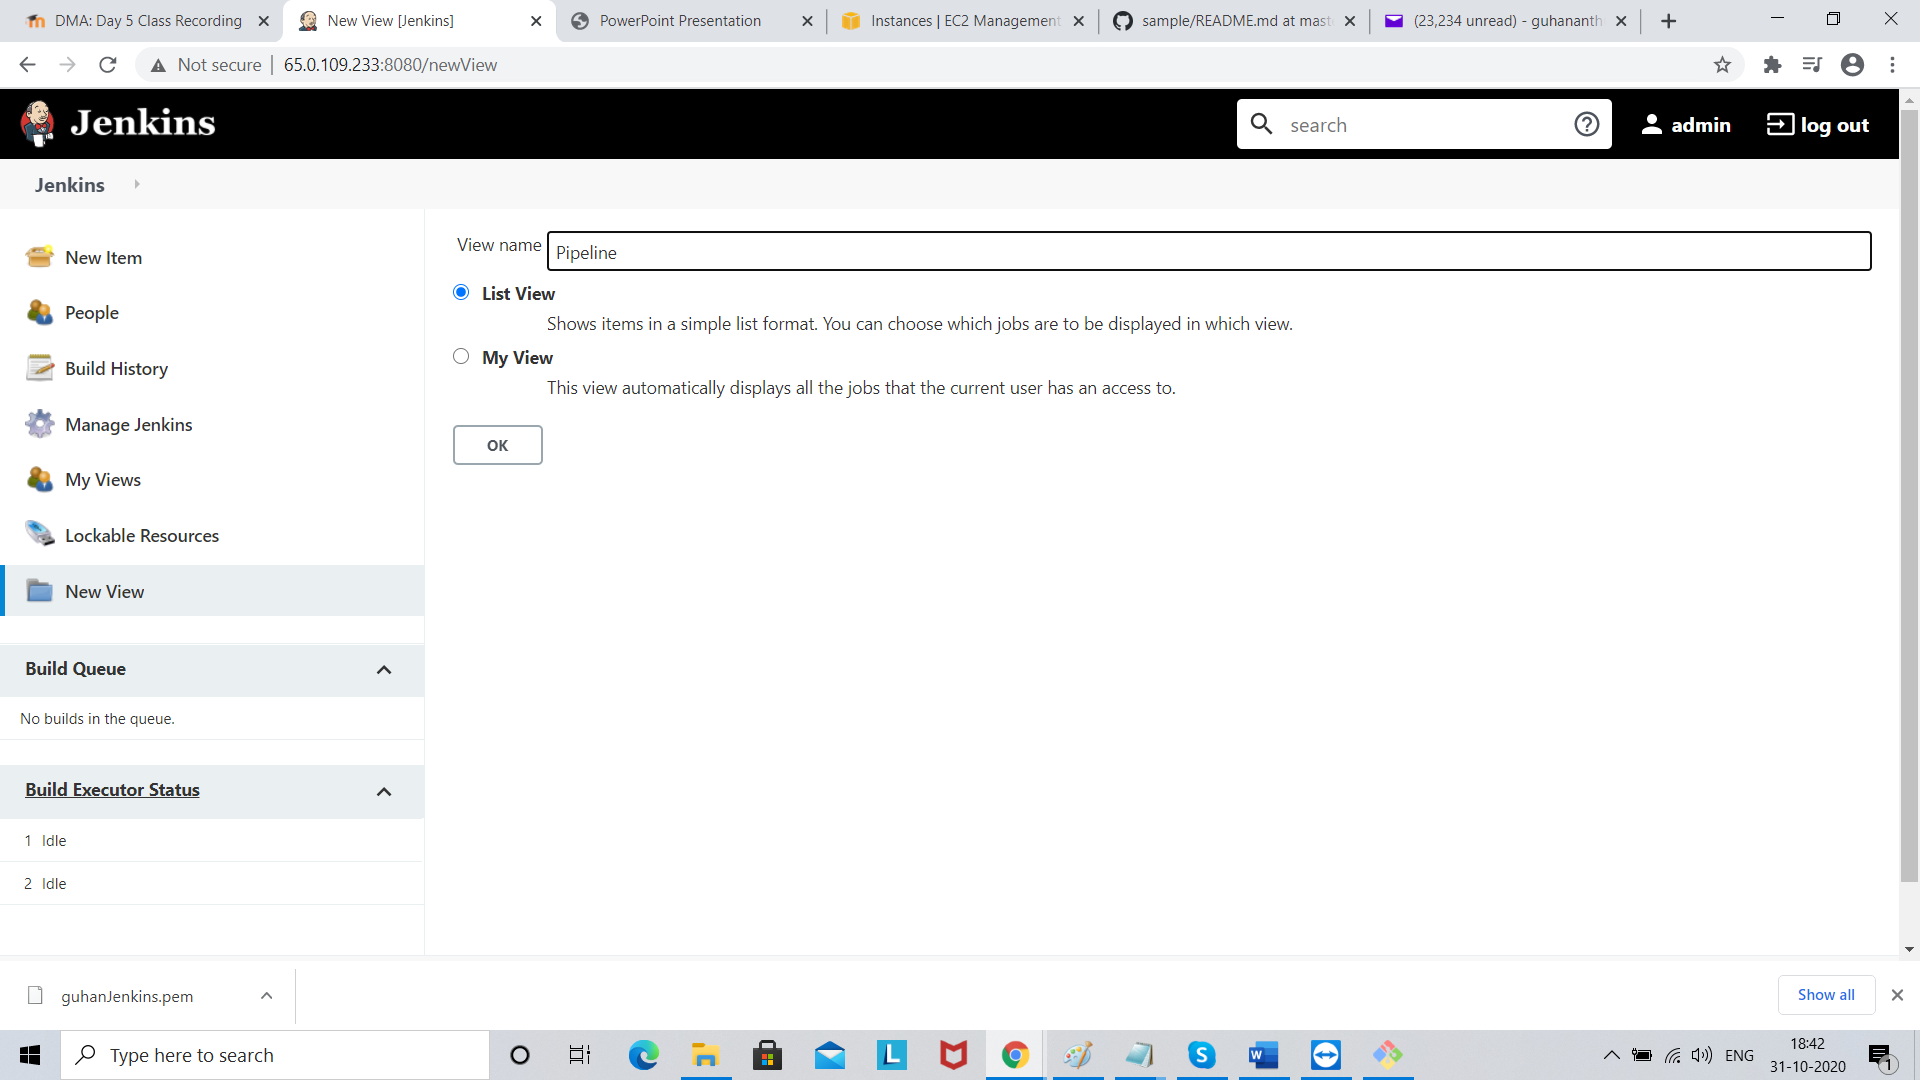 DMA: Day 5 Class Recording
New View [Jenkins]
PowerPoint Presentation
Instances | EC2 Management
sample/README.md at mast
(23,234 unread) - guhananth
Not secure
65.0.109.233:8080/newView
Jenkins
search
admin
log out
Jenkins
New Item
People
Build History
Manage Jenkins
My Views
Lockable Resources
New View
Build Queue
No builds in the queue.
Build Executor Status
1 Idle
2 Idle
View name
Pipeline
List View
Shows items in a simple list format. You can choose which jobs are to be displayed in which view.
My View
This view automatically displays all the jobs that the current user has an access to.
OK
guhanJenkins.pem
Show all
Type here to search
L
S
W
ENG
18:42
31-10-2020
1